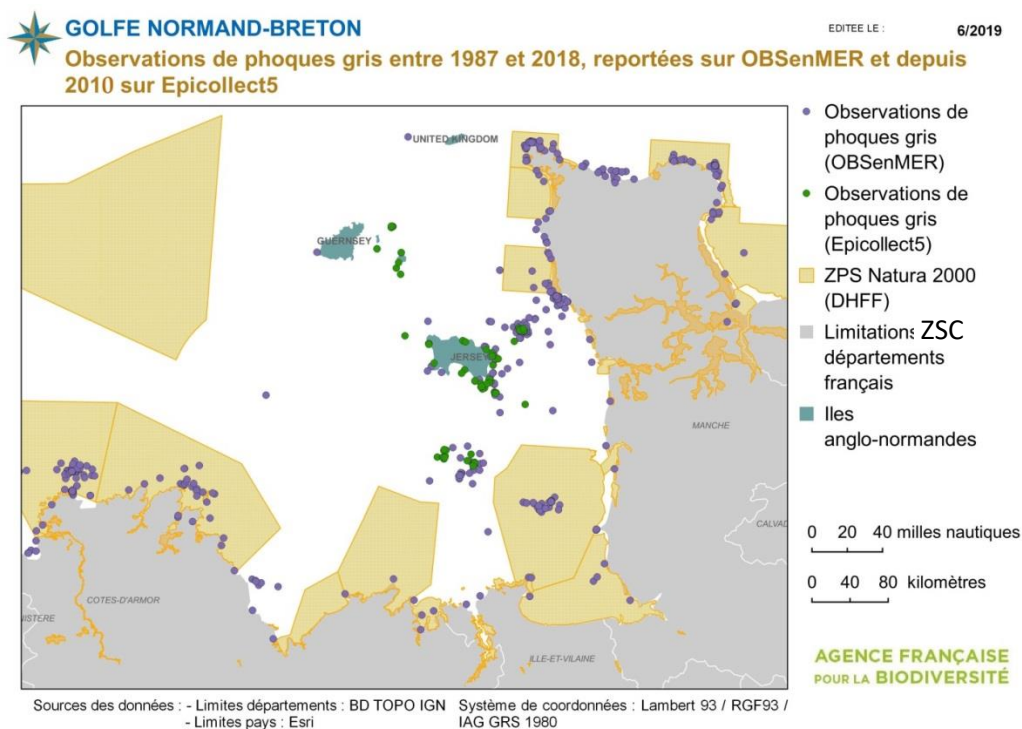 GOLFE NORMAND-BRETON
EDITEE LE : 6/2019
Observations de phoques gris entre 1987 et 2018, reportées sur OBSenMER et depuis
2010 sur Epicollect5
UNITED KINGDOM
GUERNSEY
JERSEY
MANCHE
CALVAD
COTES-D'ARMOR
NISTERE
ILLE-ET-VILAINE
Observations de
phoques gris
(OBSenMER)
Observations de
phoques gris
(Epicollect5)
ZPS Natura 2000
(DHFF)
Limitations ZSC
départements
français
Iles
anglo-normandes
0 20 40 milles nautiques
0 40 80 kilomètres
AGENCE FRANÇAISE
POUR LA BIODIVERSITÉ
Sources des données : - Limites départements : BD TOPO IGN
- Limites pays : Esri
Système de coordonnées : Lambert 93 / RGF93 /
IAG GRS 1980